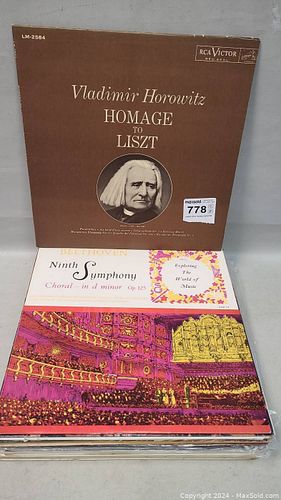 LM-2584
RCA VICTOR
Vladimir Horowitz
HOMAGE
TO
LISZT
778
BEETHOVEN
Ninth Symphony
Choral - in d minor Op. 125
Exploring
The
World of
Music
Copyright © 2024 - maxsold.com